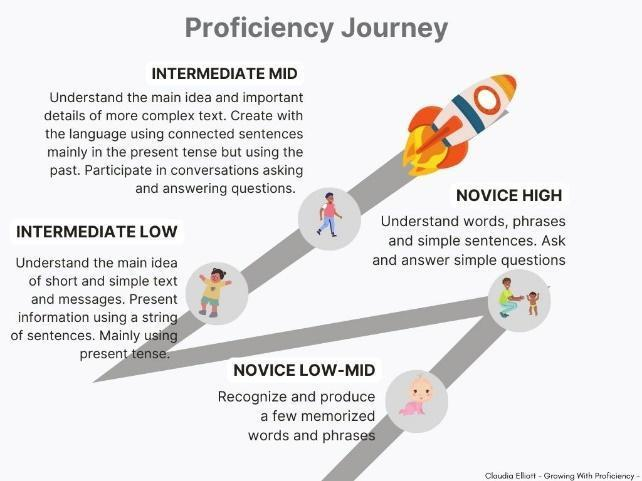 Proficiency Journey
INTERMEDIATE MID
Understand the main idea and important
details of more complex text. Create with
the language using connected sentences
mainly in the present tense but using the
past. Participate in conversations asking
and answering questions.
NOVICE HIGH
Understand words, phrases
and simple sentences. Ask
and answer simple questions
INTERMEDIATE LOW
Understand the main idea
of short and simple text
and messages. Present
information using a string
of sentences. Mainly using
present tense.
NOVICE LOW-MID
Recognize and produce
a few memorized
words and phrases
Claudia Elliott - Growing With Proficiency -